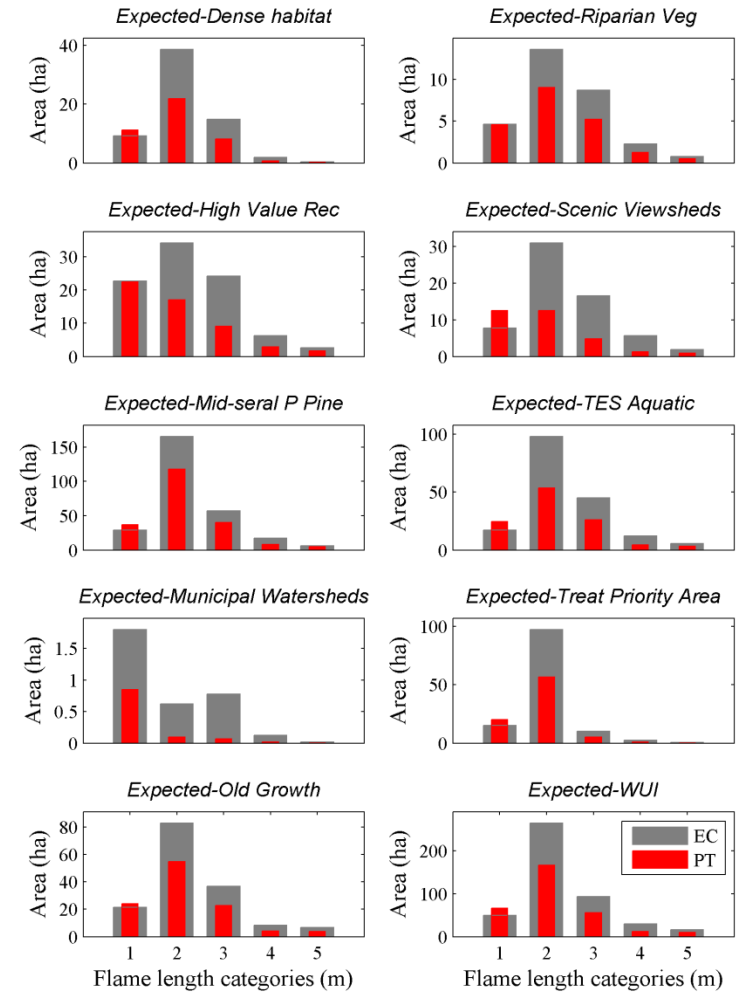 Expected-Dense habitat
Area (ha)
40
20
0
Expected-Riparian Veg
Area (ha)
10
5
0
Expected-High Value Rec
Area (ha)
30
20
10
0
Expected-Scenic Viewsheds
Area (ha)
30
20
10
0
Expected-Mid-seral P Pine
Area (ha)
150
100
50
0
Expected-TES Aquatic
Area (ha)
100
50
0
Expected-Municipal Watersheds
Area (ha)
1.5
1
0.5
0
Expected-Treat Priority Area
Area (ha)
100
50
0
Expected-Old Growth
Area (ha)
80
60
40
20
0
1 2 3 4 5
Flame length categories (m)
Expected-WUI
Area (ha)
200
100
0
EC
PT
1 2 3 4 5
Flame length categories (m)